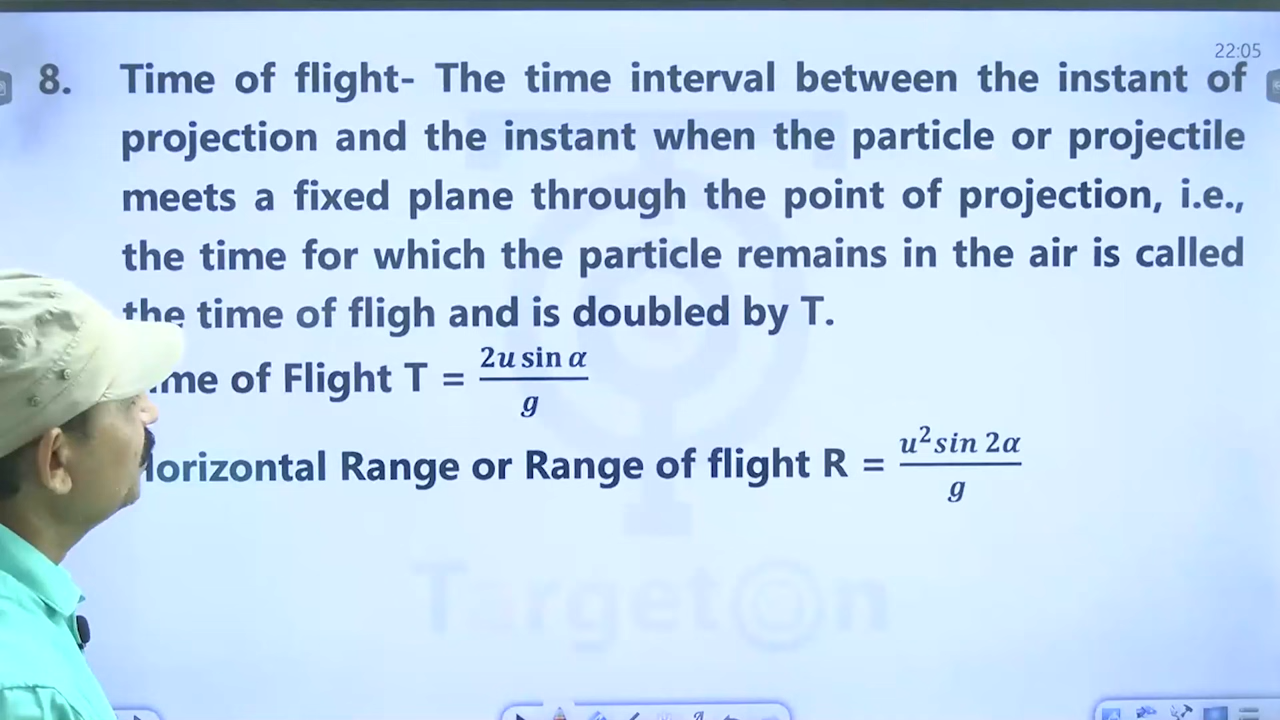 22:05
8. Time of flight- The time interval between the instant of
projection and the instant when the particle or projectile
meets a fixed plane through the point of projection, i.e.,
the time for which the particle remains in the air is called
the time of fligh and is doubled by T.
me of Flight T = 2u sin α / g
orizontal Range or Range of flight R = u² sin 2α / g
Target@n